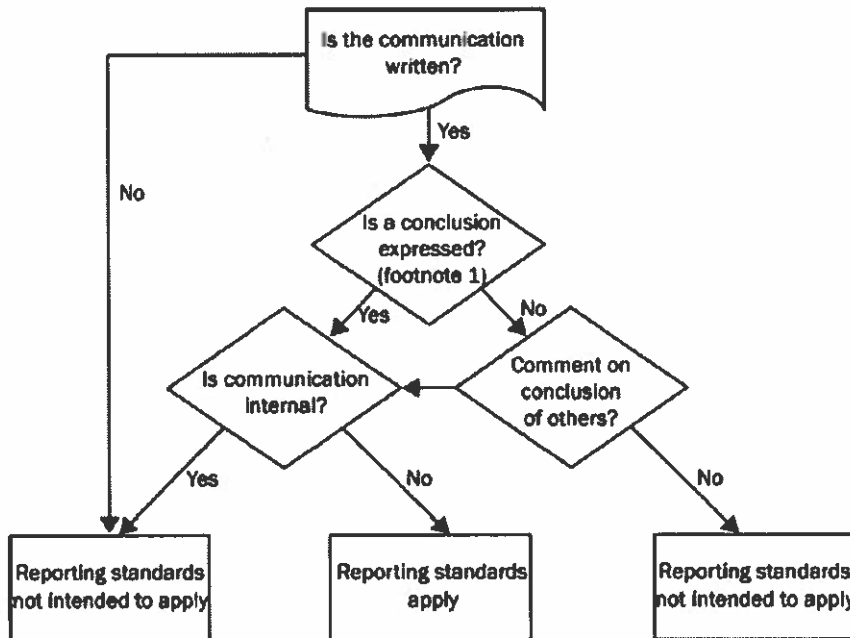 Is the communication
written?
Yes
No
Is a conclusion
expressed?
(footnote 1)
Yes
No
Is communication
internal?
Comment on
conclusion
of others?
Yes
No
No
Reporting standards
not intended to apply
Reporting standards
apply
Reporting standards
not intended to apply